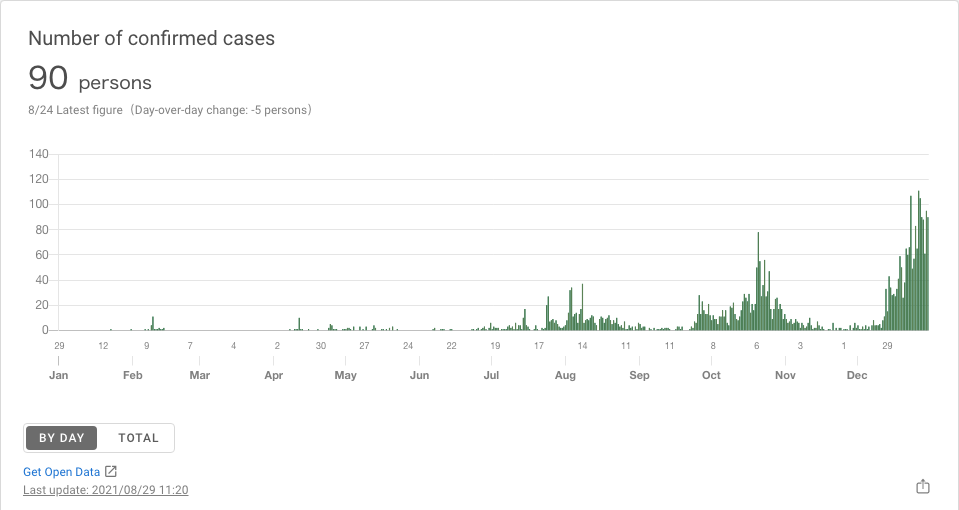 Number of confirmed cases
90 persons
8/24 Latest figure（Day-over-day change: -5 persons）
140
120
100
80
60
40
20
0
29 12 9 7 4 2 30 27 24 22 19 17 14 11 11 8 6 3 1 29
Jan Feb Mar Apr May Jun Jul Aug Sep Oct Nov Dec
BY DAY TOTAL
Get Open Data
Last update: 2021/08/29 11:20